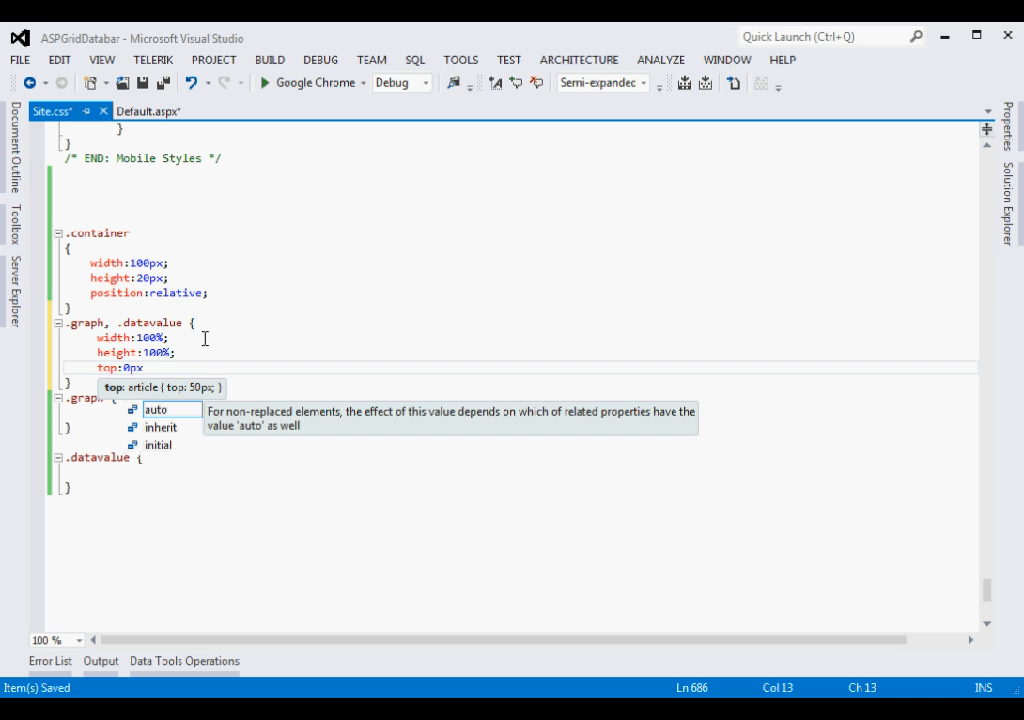 ASPGridDatabar - Microsoft Visual Studio
Quick Launch (Ctrl+Q)
FILE EDIT VIEW TELERIK PROJECT BUILD DEBUG TEAM SQL TOOLS TEST ARCHITECTURE ANALYZE WINDOW HELP
Google Chrome Debug Semi-expanded
Site.css* Default.aspx*
Document Outline
Toolbox
Server Explorer
Properties
Solution Explorer
}
}
/* END: Mobile Styles */
.container
{
width:100px;
height:20px;
position:relative;
}
.graph, .datavalue {
width:100%;
height:100%;
top:0px
}
top: article { top: 50px; }
.graph {
auto
For non-replaced elements, the effect of this value depends on which of related properties have the
value 'auto' as well
inherit
}
initial
.datavalue {
}
100 %
Error List Output Data Tools Operations
Item(s) Saved Ln 686 Col 13 Ch 13 INS